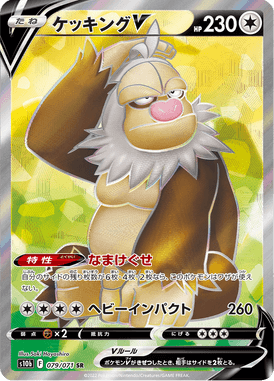 たね ケッキングV HP230
特性 とくせい なまけぐせ
自分のサイドの残り枚数が6枚、4枚、2枚なら、このポケモンはワザが使えない。
ヘビーインパクト 260
弱点 ×2 抵抗力 にげる
Illus. Saki Hayashiro
Vルール
ポケモンVがきぜつしたとき、相手はサイドを2枚とる。
s10b F 079/071 SR